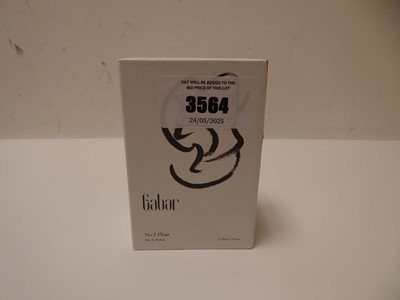 VAT WILL BE ADDED TO THE
BID PRICE OF THIS LOT
3564
24/05/2025
Gabar
Eau de Parfum